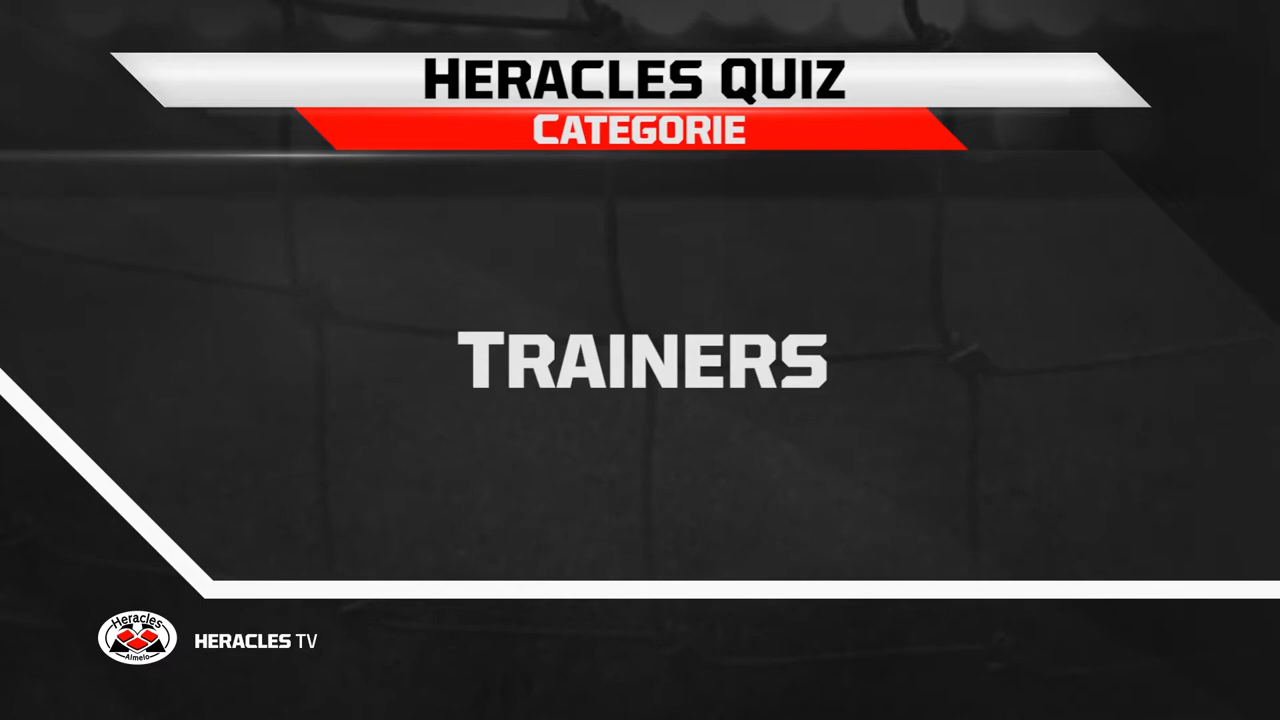 HERACLES QUIZ
CATEGORIE
TRAINERS
Heracles
Almelo
HERACLES TV